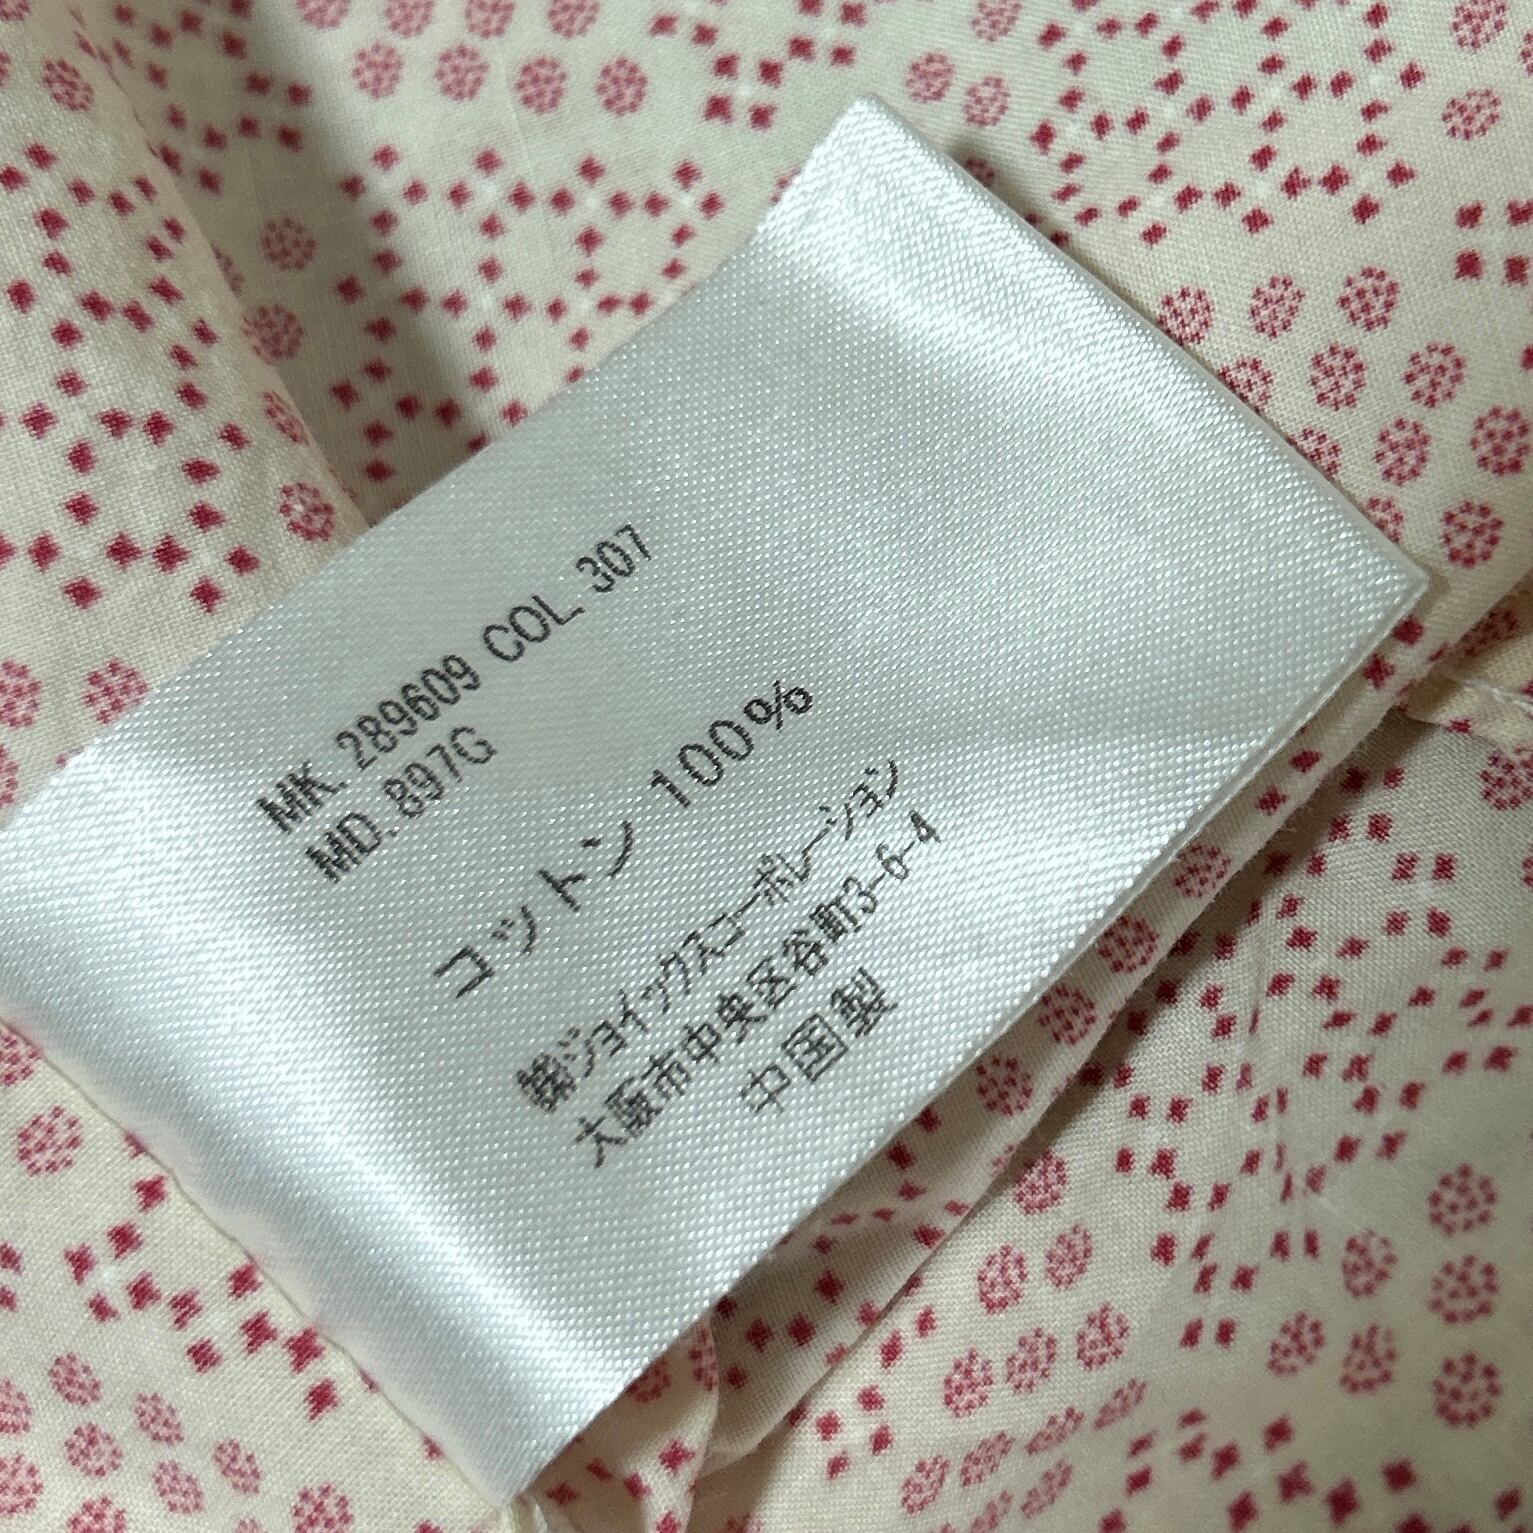 MK. 289609 COL. 307
MD. 897G
コットン 100%
㈱ジョイックスコーポレーション
大阪市中央区谷町3-6-4
中国製